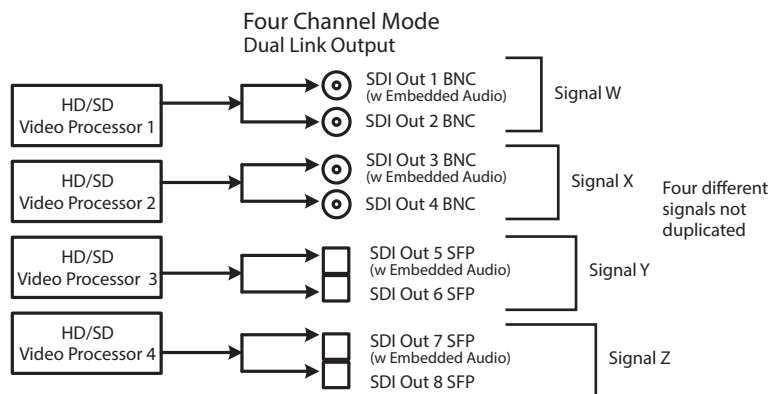 Four Channel Mode
Dual Link Output
HD/SD
Video Processor 1
SDI Out 1 BNC
(w Embedded Audio)
SDI Out 2 BNC
Signal W
HD/SD
Video Processor 2
SDI Out 3 BNC
(w Embedded Audio)
SDI Out 4 BNC
Signal X
Four different
signals not
duplicated
HD/SD
Video Processor 3
SDI Out 5 SFP
(w Embedded Audio)
SDI Out 6 SFP
Signal Y
HD/SD
Video Processor 4
SDI Out 7 SFP
(w Embedded Audio)
SDI Out 8 SFP
Signal Z